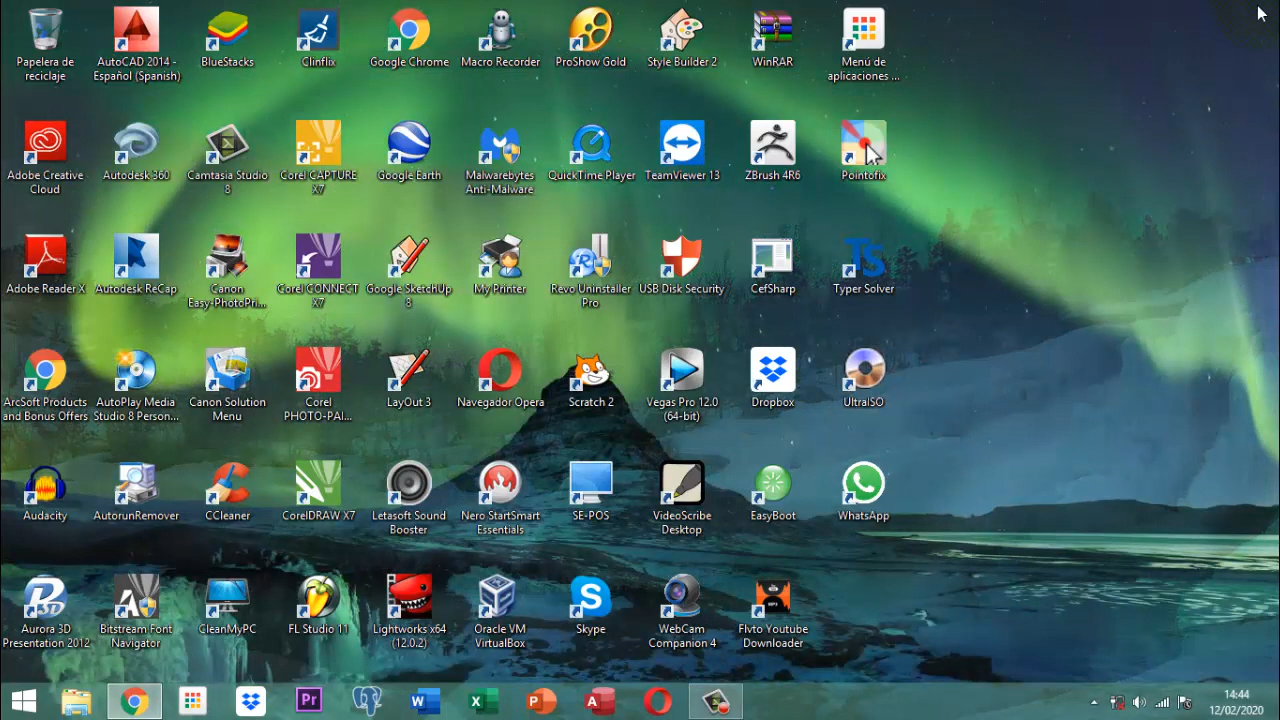 Papelera de
reciclaje
AutoCAD 2014 -
Español (Spanish)
BlueStacks
Clinflix
Google Chrome
Macro Recorder
ProShow Gold
Style Builder 2
WinRAR
Menú de
aplicaciones ...
Adobe Creative
Cloud
Autodesk 360
Camtasia Studio
8
Corel CAPTURE
X7
Google Earth
Malwarebytes
Anti-Malware
QuickTime Player
TeamViewer 13
ZBrush 4R6
Pointofix
Adobe Reader X
Autodesk ReCap
Canon
Easy-PhotoPri...
Corel CONNECT
X7
Google SketchUp
8
My Printer
Revo Uninstaller
Pro
USB Disk Security
CefSharp
TS
Typer Solver
ArcSoft Products
and Bonus Offers
AutoPlay Media
Studio 8 Person...
Canon Solution
Menu
Corel
PHOTO-PAI...
LayOut 3
Navegador Opera
Scratch 2
Vegas Pro 12.0
(64-bit)
Dropbox
UltraISO
Audacity
AutorunRemover
CCleaner
CorelDRAW X7
Letasoft Sound
Booster
Nero StartSmart
Essentials
SE-POS
VideoScribe
Desktop
EasyBoot
WhatsApp
Aurora 3D
Presentation 2012
Bitstream Font
Navigator
CleanMyPC
FL Studio 11
Lightworks x64
(12.0.2)
Oracle VM
VirtualBox
Skype
WebCam
Companion 4
Flvto Youtube
Downloader
Pr
W
X
P
A
14:44
12/02/2020